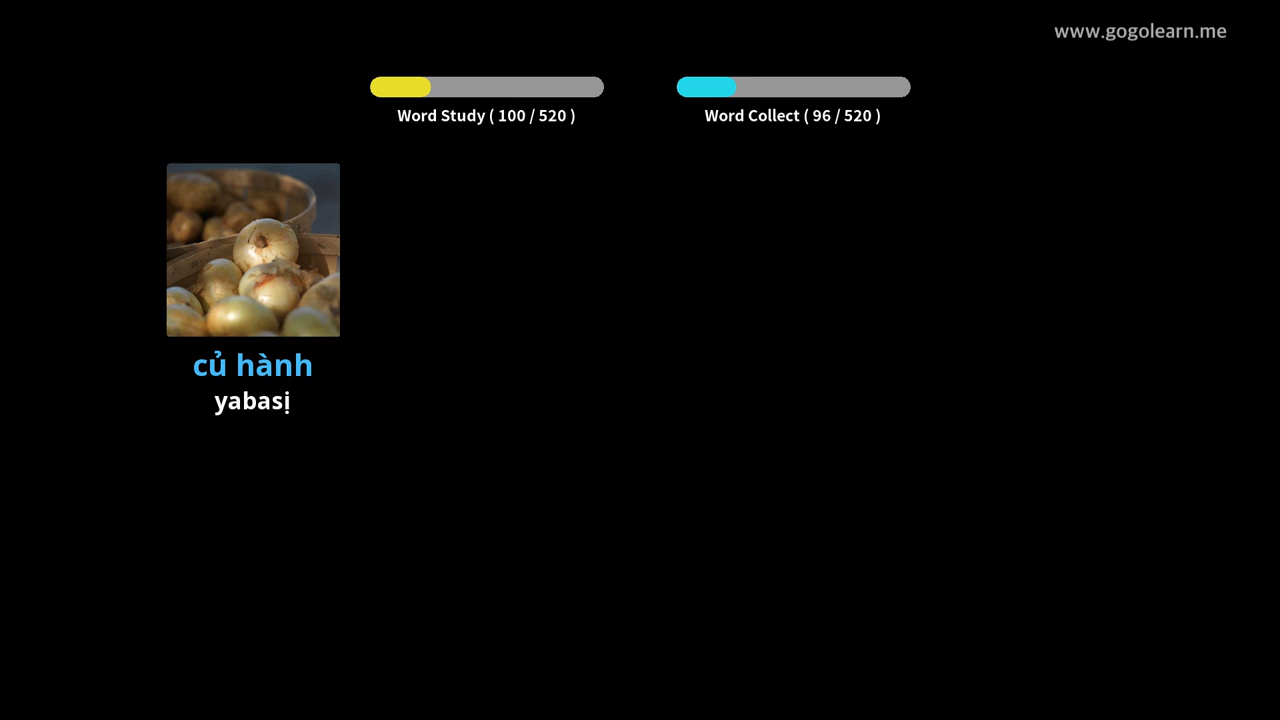 www.gogolearn.me
Word Study ( 100 / 520 )
Word Collect ( 96 / 520 )
củ hành
yabasị